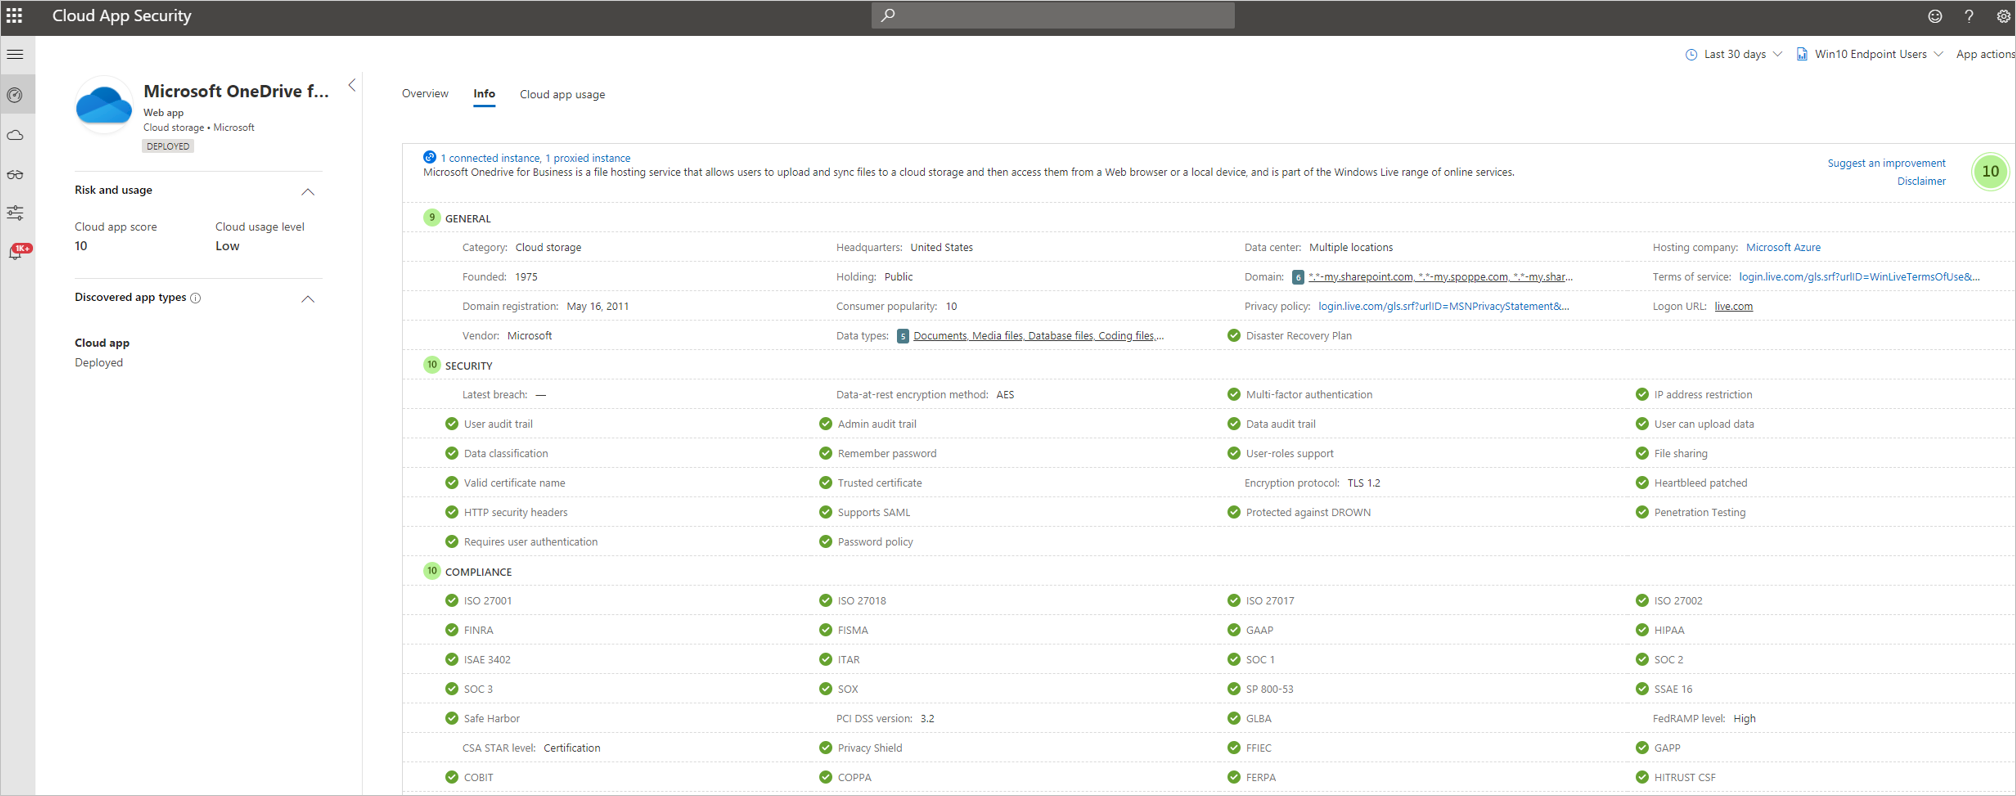 Cloud App Security
Last 30 days
Win10 Endpoint Users
App actions
Microsoft OneDrive f...
Web app
Cloud storage • Microsoft
DEPLOYED
Risk and usage
Cloud app score
Cloud usage level
10
Low
Discovered app types
Cloud app
Deployed
1K+
Overview
Info
Cloud app usage
1 connected instance, 1 proxied instance
Microsoft Onedrive for Business is a file hosting service that allows users to upload and sync files to a cloud storage and then access them from a Web browser or a local device, and is part of the Windows Live range of online services.
Suggest an improvement
Disclaimer
10
9 GENERAL
Category: Cloud storage
Headquarters: United States
Data center: Multiple locations
Hosting company: Microsoft Azure
Founded: 1975
Holding: Public
Domain: 6 *.*-my.sharepoint.com, *.*-my.spoppe.com, *.*-my.shar...
Terms of service: login.live.com/gls.srf?urlID=WinLiveTermsOfUse&...
Domain registration: May 16, 2011
Consumer popularity: 10
Privacy policy: login.live.com/gls.srf?urlID=MSNPrivacyStatement&...
Logon URL: live.com
Vendor: Microsoft
Data types: 5 Documents, Media files, Database files, Coding files,...
Disaster Recovery Plan
10 SECURITY
Latest breach: —
Data-at-rest encryption method: AES
Multi-factor authentication
IP address restriction
User audit trail
Admin audit trail
Data audit trail
User can upload data
Data classification
Remember password
User-roles support
File sharing
Valid certificate name
Trusted certificate
Encryption protocol: TLS 1.2
Heartbleed patched
HTTP security headers
Supports SAML
Protected against DROWN
Penetration Testing
Requires user authentication
Password policy
10 COMPLIANCE
ISO 27001
ISO 27018
ISO 27017
ISO 27002
FINRA
FISMA
GAAP
HIPAA
ISAE 3402
ITAR
SOC 1
SOC 2
SOC 3
SOX
SP 800-53
SSAE 16
Safe Harbor
PCI DSS version: 3.2
GLBA
FedRAMP level: High
CSA STAR level: Certification
Privacy Shield
FFIEC
GAPP
COBIT
COPPA
FERPA
HITRUST CSF